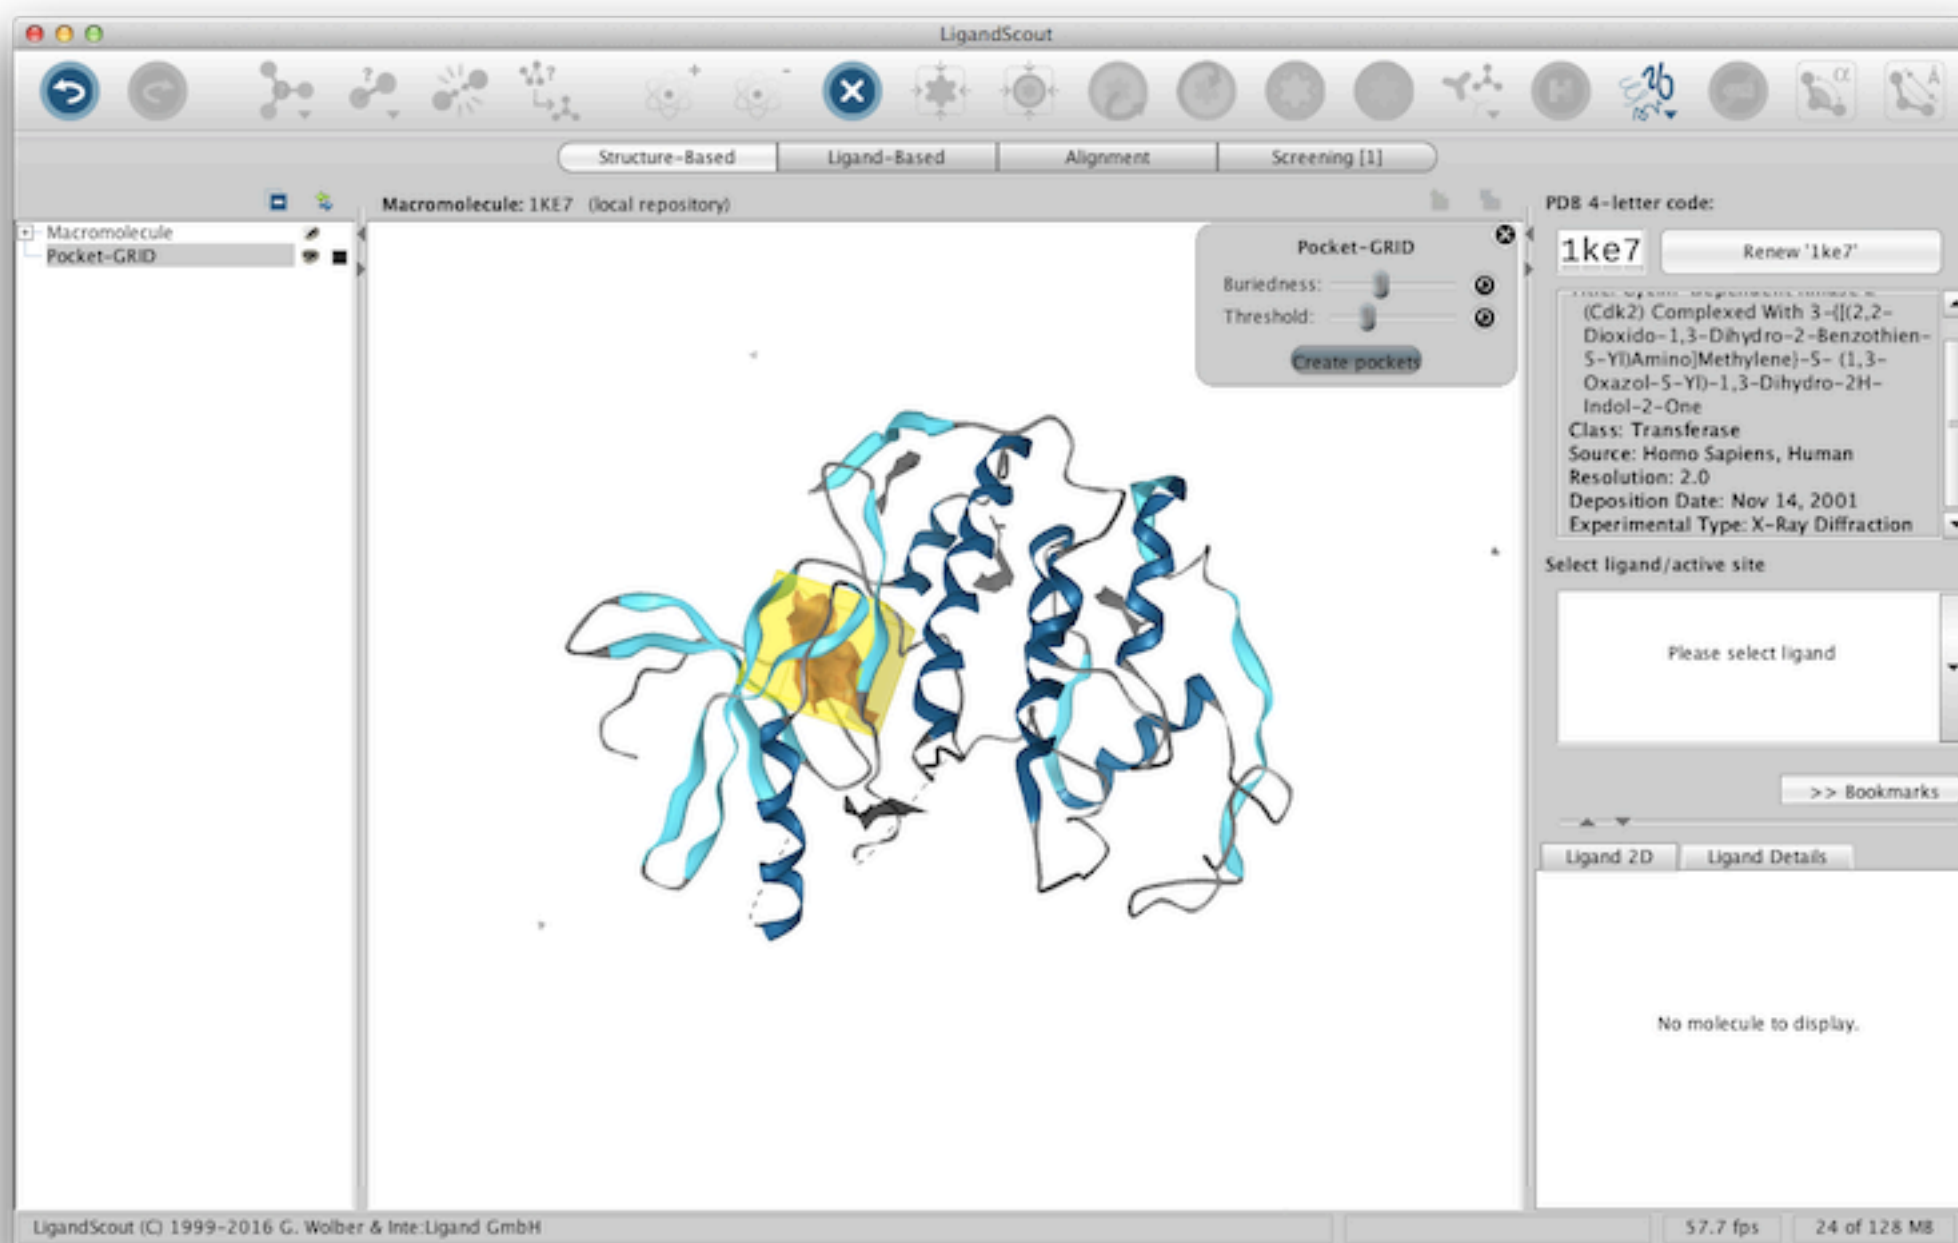 LigandScout
Structure-Based
Ligand-Based
Alignment
Screening [1]
Macromolecule
Pocket-GRID
Macromolecule: 1KE7 (local repository)
Pocket-GRID
Buriedness:
Threshold:
Create pockets
PDB 4-letter code:
1ke7
Renew '1ke7'
(Cdk2) Complexed With 3-{[(2,2-
Dioxido-1,3-Dihydro-2-Benzothien-
5-Yl)Amino]Methylene}-5- (1,3-
Oxazol-5-Yl)-1,3-Dihydro-2H-
Indol-2-One
Class: Transferase
Source: Homo Sapiens, Human
Resolution: 2.0
Deposition Date: Nov 14, 2001
Experimental Type: X-Ray Diffraction
Select ligand/active site
Please select ligand
>> Bookmarks
Ligand 2D
Ligand Details
No molecule to display.
LigandScout (C) 1999-2016 G. Wolber & Inte:Ligand GmbH
57.7 fps
24 of 128 MB